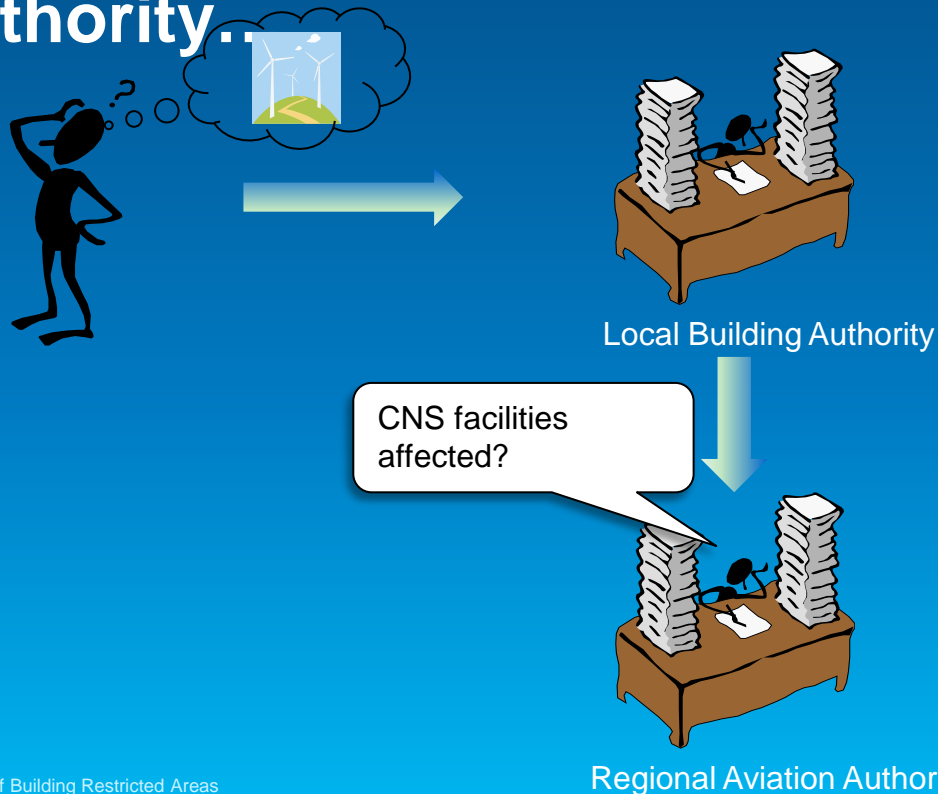 thority..
?
Local Building Authority
CNS facilities
affected?
f Building Restricted Areas
Regional Aviation Author